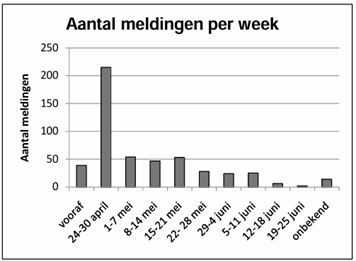 Aantal meldingen per week
Aantal meldingen
250
200
150
100
50
0
vooraf
24-30 april
1-7 mei
8-14 mei
15-21 mei
22- 28 mei
29-4 juni
5-11 juni
12-18 juni
19-25 juni
onbekend